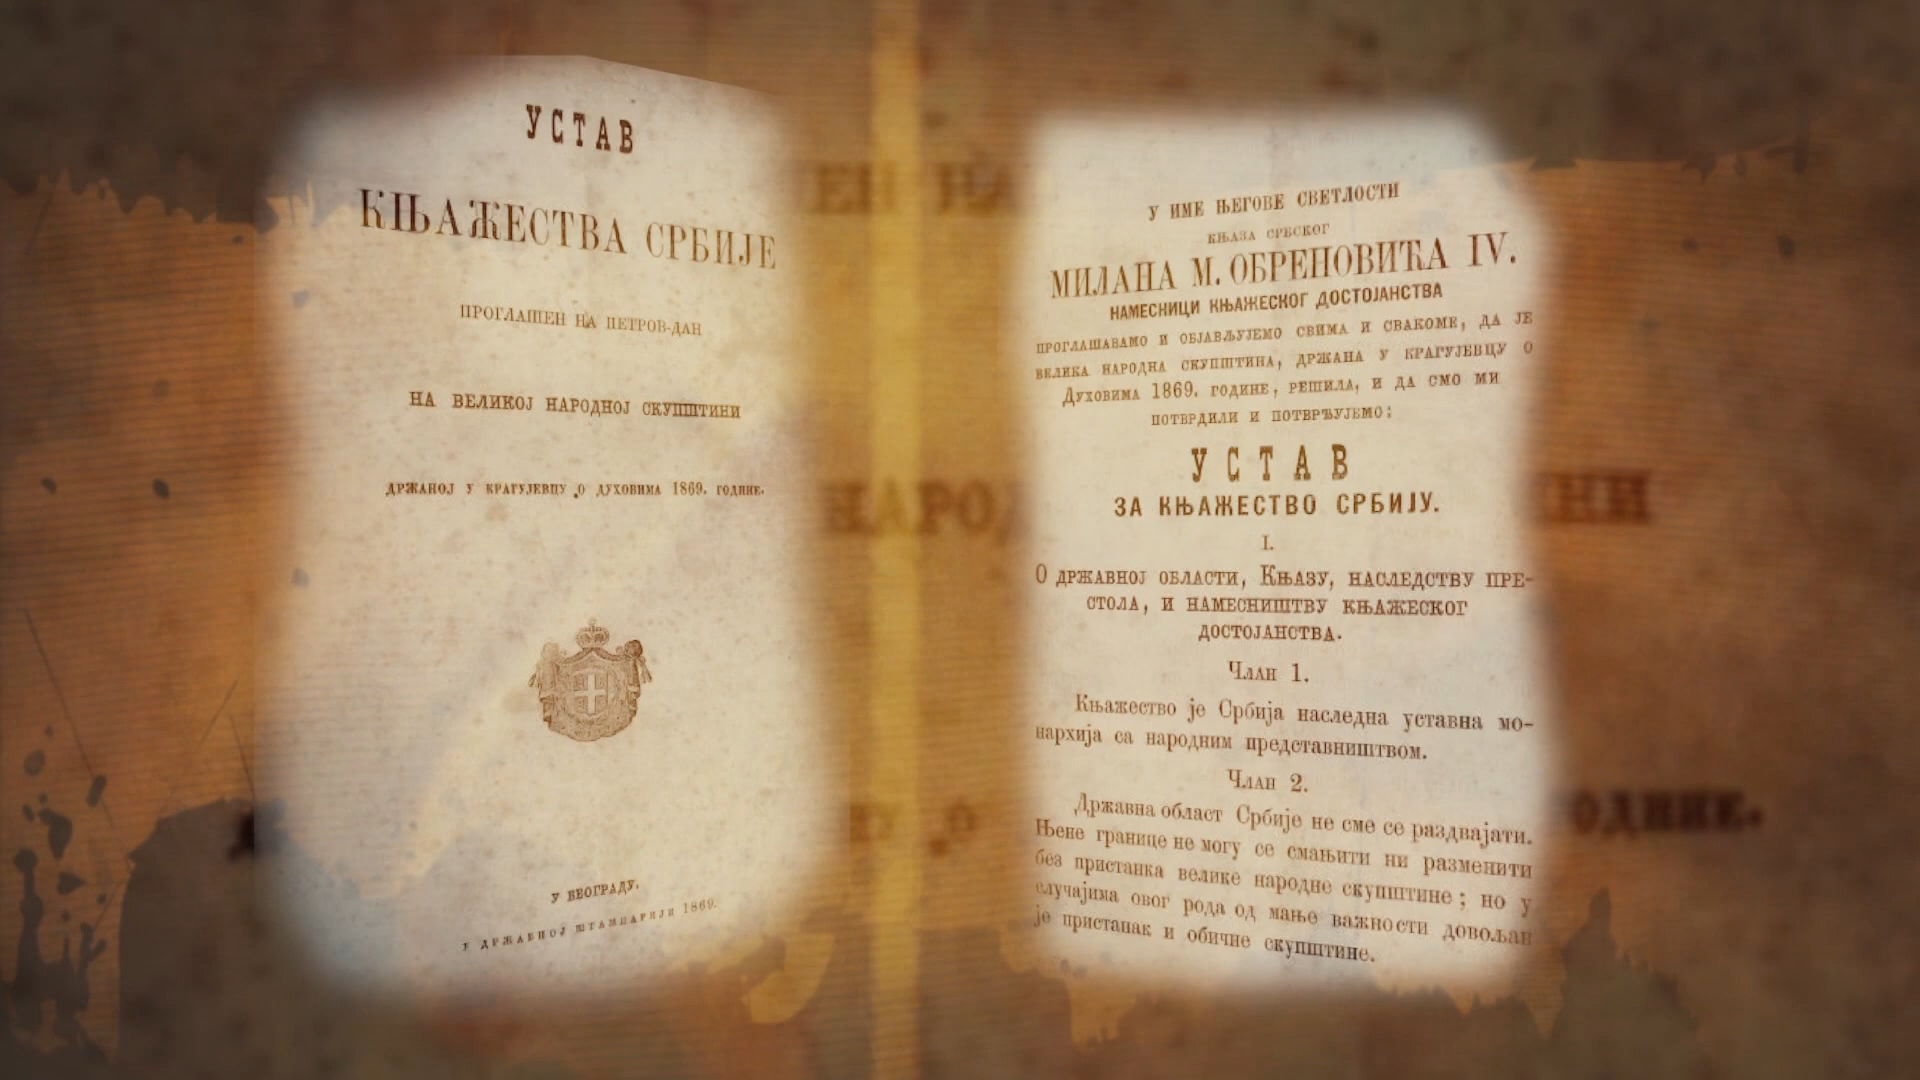 УСТАВ
КЊАЖЕСТВА СРБИЈЕ
ПРОГЛАШЕН НА ПЕТРОВ-ДАН
НА ВЕЛИКОЈ НАРОДНОЈ СКУПШТИНИ
ДРЖАНОЈ У КРАГУЈЕВЦУ О ДУХОВИМА 1869. ГОДИНЕ.
У БЕОГРАДУ,
У ДРЖАВНОЈ ШТАМПАРИЈИ 1869.
У ИМЕ ЊЕГОВЕ СВЕТЛОСТИ
КЊАЗА СРБСКОГ
МИЛАНА М. ОБРЕНОВИЋА IV.
НАМЕСНИЦИ КЊАЖЕСКОГ ДОСТОЈАНСТВА
ПРОГЛАШАВАМО И ОБЈАВЉУЈЕМО СВИМА И СВАКОМЕ, ДА ЈЕ
ВЕЛИКА НАРОДНА СКУПШТИНА, ДРЖАНА У КРАГУЈЕВЦУ О
ДУХОВИМА 1869. ГОДИНЕ, РЕШИЛА, И ДА СМО МИ
ПОТВРДИЛИ И ПОТВРЂУЈЕМО:
УСТАВ
ЗА КЊАЖЕСТВО СРБИЈУ.
I.
О ДРЖАВНОЈ ОБЛАСТИ, КЊАЗУ, НАСЛЕДСТВУ ПРЕ-
СТОЛА, И НАМЕСНИШТВУ КЊАЖЕСКОГ
ДОСТОЈАНСТВА.
Члан 1.
Књажество је Србија наследна уставна мо-
нархија са народним представништвом.
Члан 2.
Државна област Србије не сме се раздвајати.
Њене границе не могу се смањити ни разменити
без пристанка велике народне скупштине; но у
случајима овог рода од мање важности довољан
је пристанак и обичне скупштине.